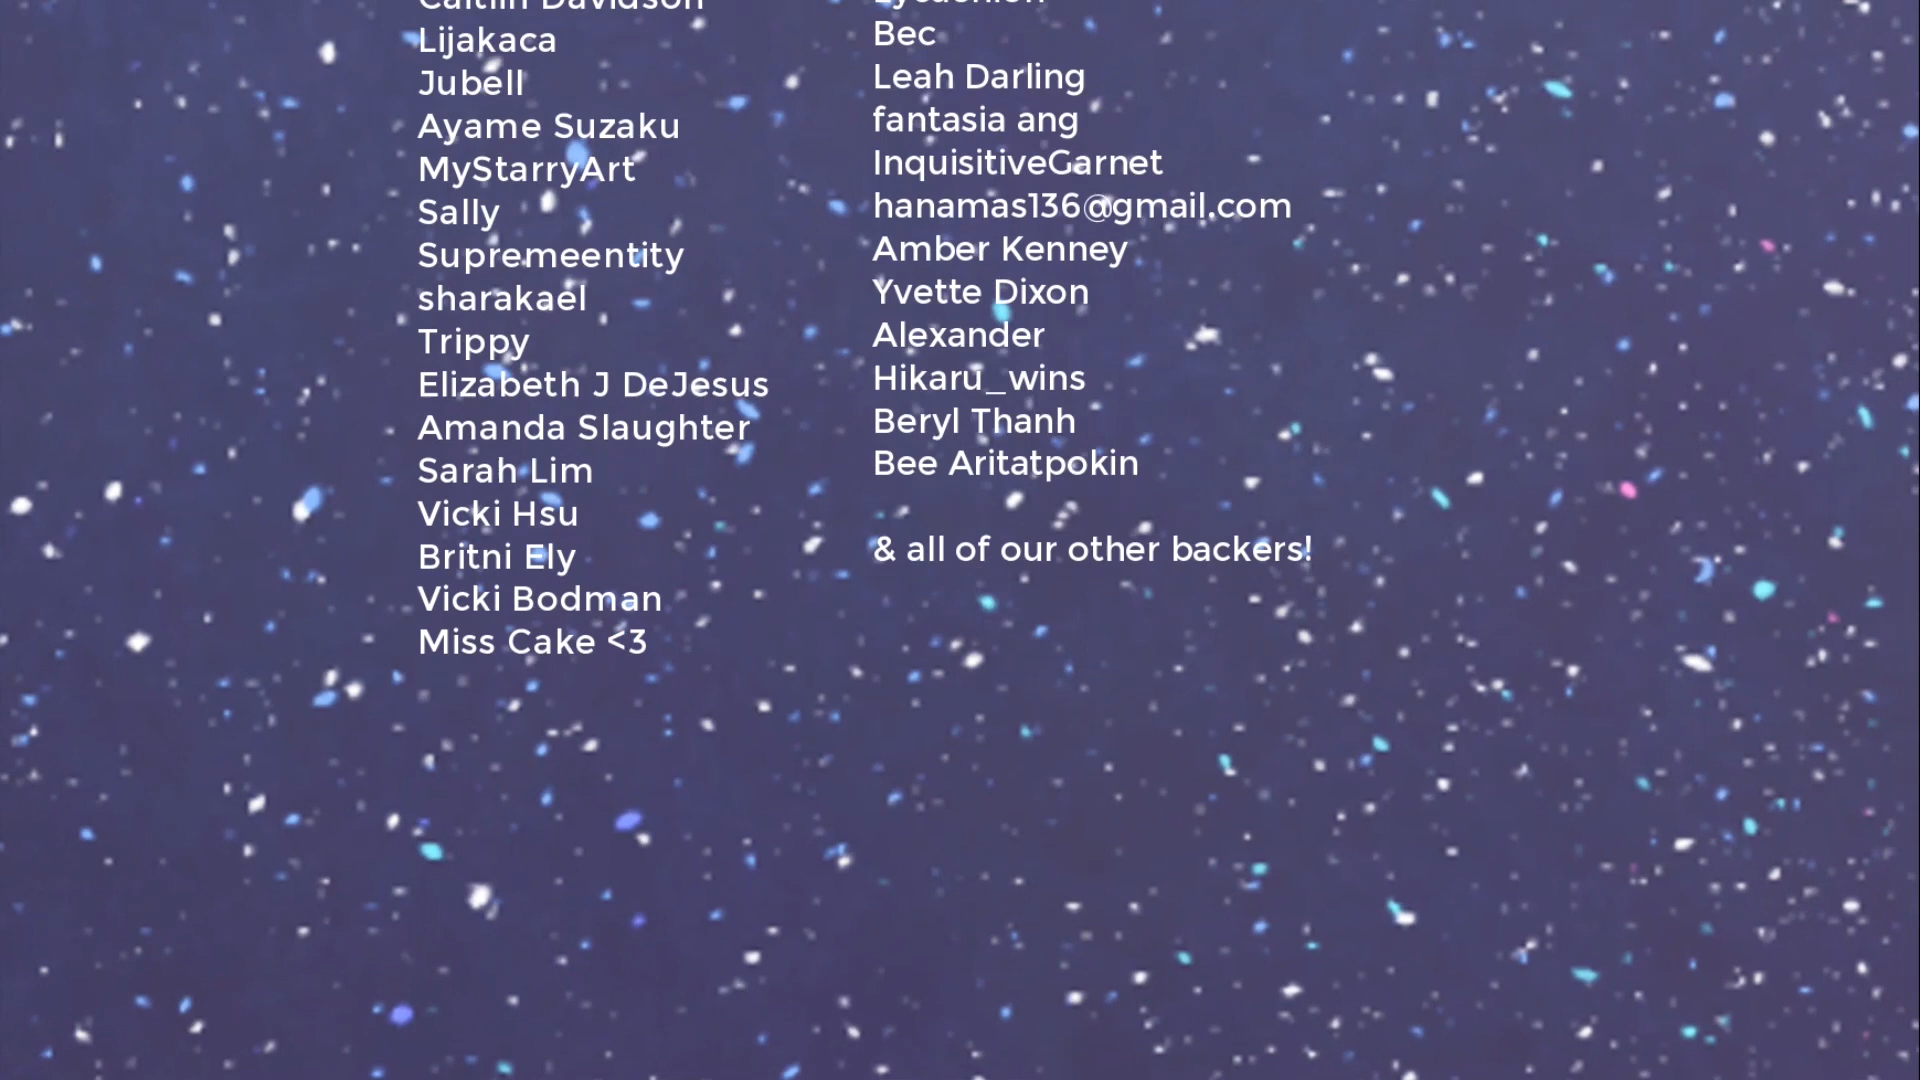 Caitlin Davidson
Lijakaca
Jubell
Ayame Suzaku
MyStarryArt
Sally
Supremeentity
sharakael
Trippy
Elizabeth J DeJesus
Amanda Slaughter
Sarah Lim
Vicki Hsu
Britni Ely
Vicki Bodman
Miss Cake <3
Bec
Leah Darling
fantasia ang
InquisitiveGarnet
hanamas136@gmail.com
Amber Kenney
Yvette Dixon
Alexander
Hikaru_wins
Beryl Thanh
Bee Aritatpokin
& all of our other backers!